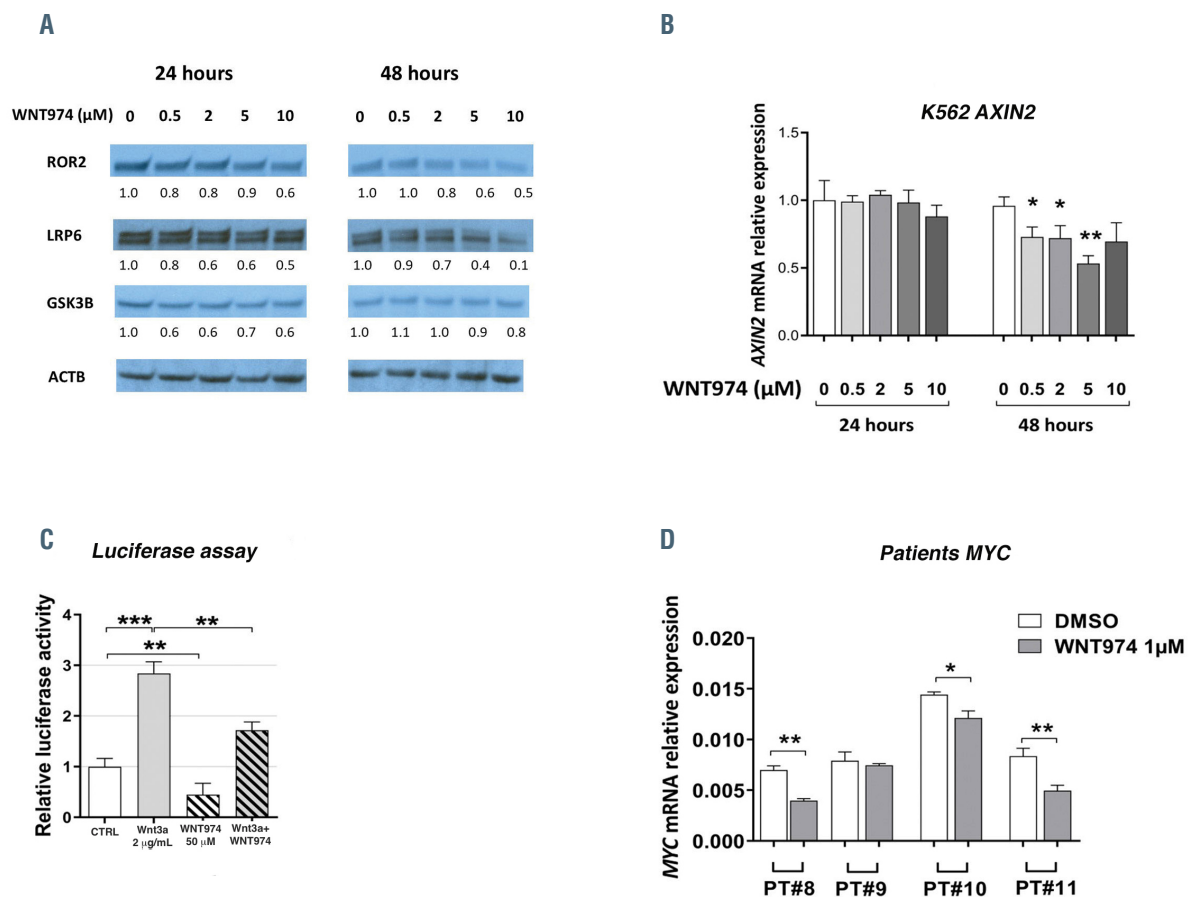 A
24 hours 48 hours
WNT974 (µM) 0 0.5 2 5 10 0 0.5 2 5 10
ROR2
1.0 0.8 0.8 0.9 0.6 1.0 1.0 0.8 0.6 0.5
LRP6
1.0 0.8 0.6 0.6 0.5 1.0 0.9 0.7 0.4 0.1
GSK3B
1.0 0.6 0.6 0.7 0.6 1.0 1.1 1.0 0.9 0.8
ACTB
B
K562 AXIN2
AXIN2 mRNA relative expression
1.5
1.0
0.5
0.0
* * **
WNT974 (µM) 0 0.5 2 5 10 0 0.5 2 5 10
24 hours 48 hours
C
Luciferase assay
Relative luciferase activity
4
3
2
1
0
*** **
**
CTRL Wnt3a WNT974 Wnt3a+
2 µg/mL 50 µM WNT974
D
Patients MYC
MYC mRNA relative expression
DMSO
WNT974 1µM
0.020
0.015
0.010
0.005
0.000
** * **
PT#8 PT#9 PT#10 PT#11